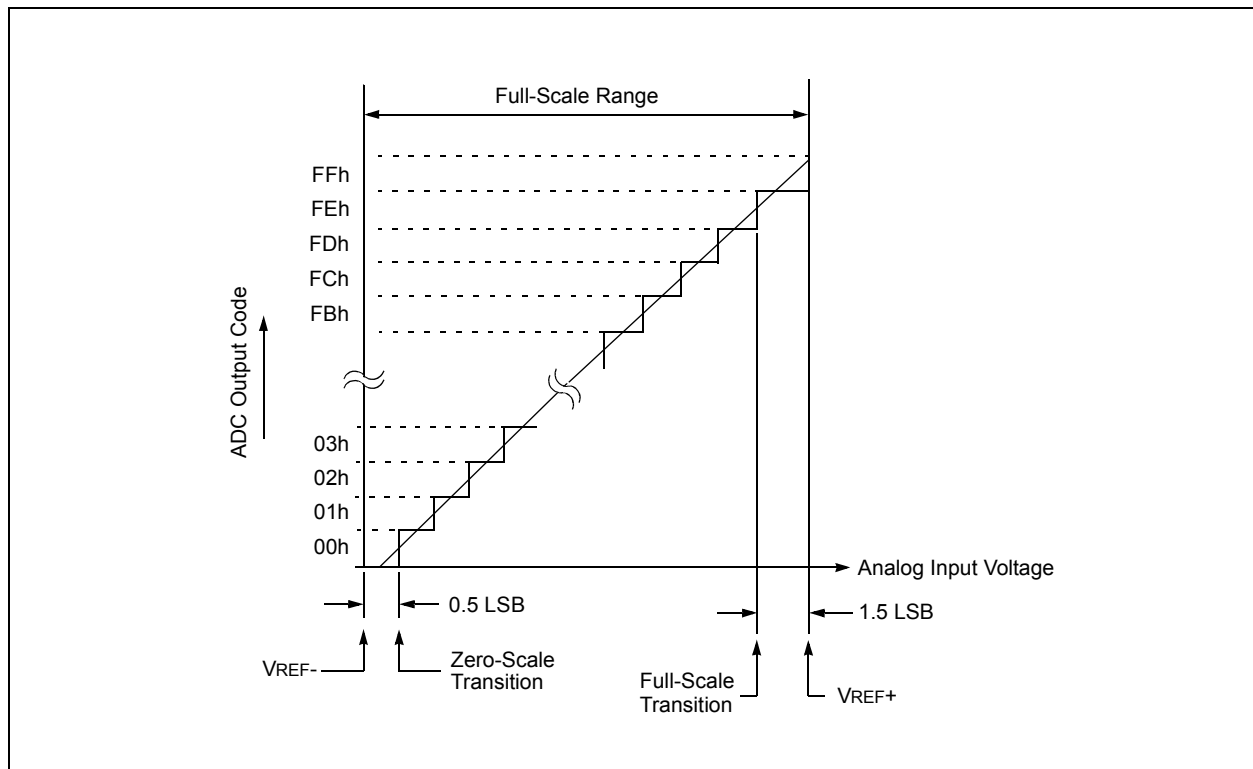 Full-Scale Range
FFh
FEh
FDh
FCh
FBh
ADC Output Code
03h
02h
01h
00h
Analog Input Voltage
0.5 LSB
1.5 LSB
VREF-
Zero-Scale
Transition
Full-Scale
Transition
VREF+